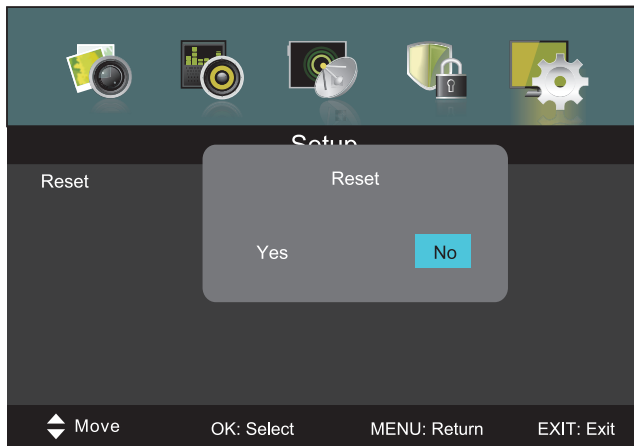 Setup
Reset
Reset
Yes No
Move OK: Select MENU: Return EXIT: Exit